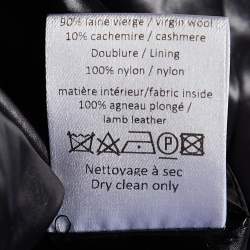 90% laine vierge / virgin wool
10% cachemire / cashmere
Doublure / Lining
100% nylon / nylon
matière intérieur/fabric inside
100% agneau plongé /
lamb leather
P
Nettoyage à sec
Dry clean only